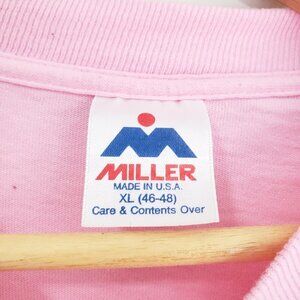 MILLER
MADE IN U.S.A.
XL (46-48)
Care & Contents Over